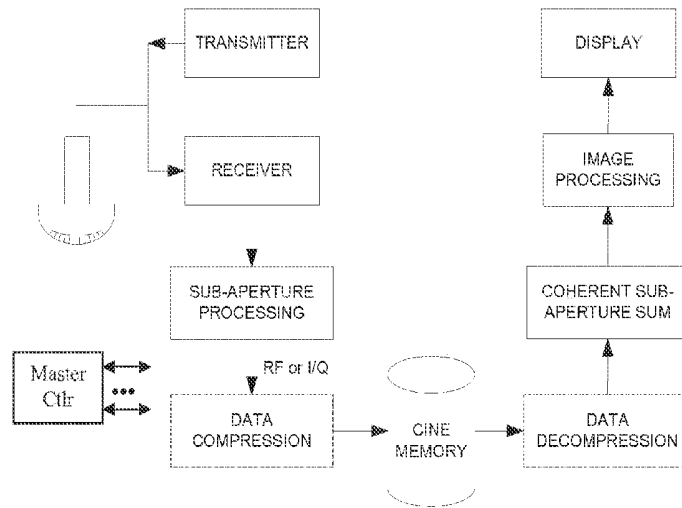 TRANSMITTER
DISPLAY
RECEIVER
IMAGE
PROCESSING
SUB-APERTURE
PROCESSING
COHERENT SUB-
APERTURE SUM
Master
Ctlr
RF or I/Q
DATA
COMPRESSION
CINE
MEMORY
DATA
DECOMPRESSION